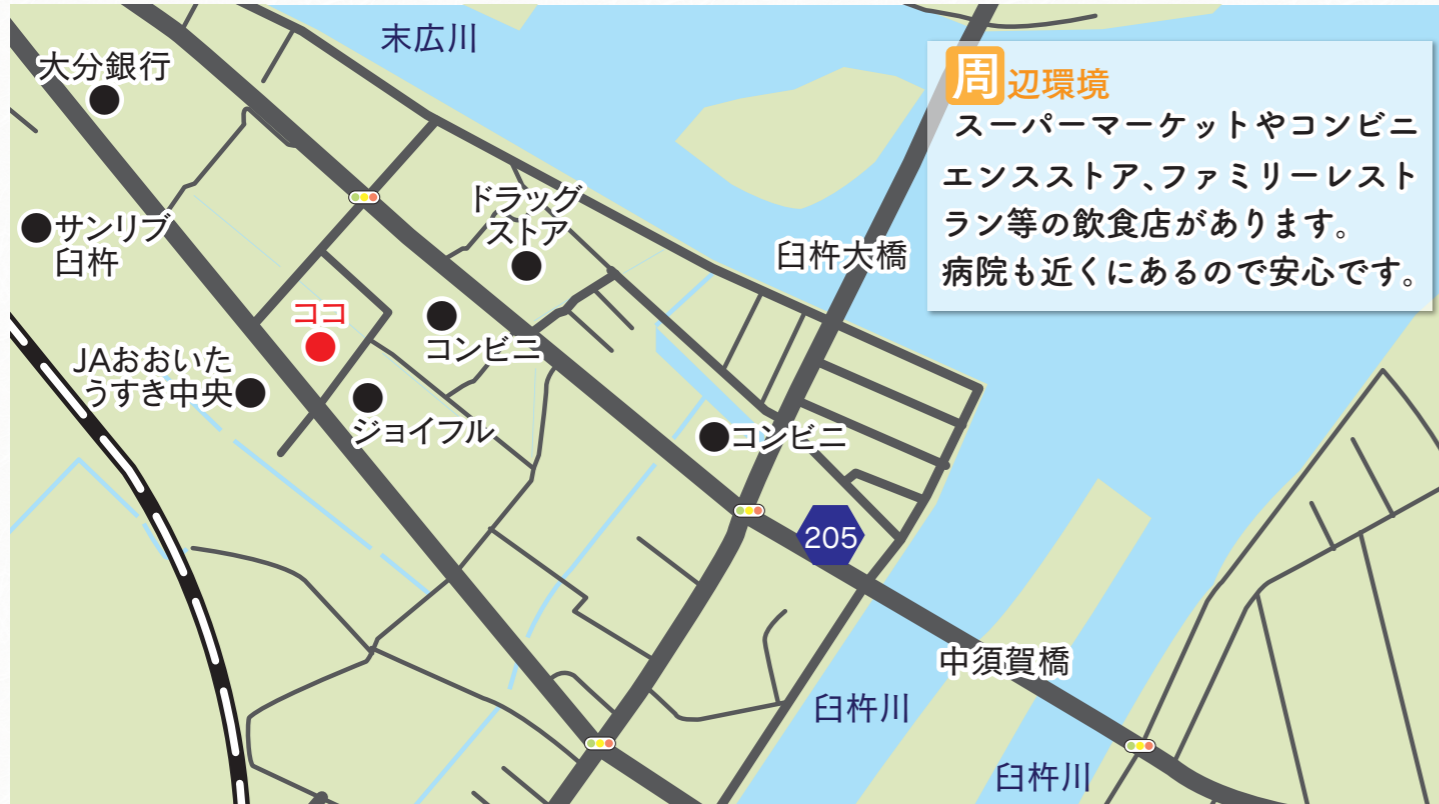 末広川
大分銀行
周辺環境
スーパーマーケットやコンビニ
エンスストア、ファミリーレスト
ラン等の飲食店があります。
病院も近くにあるので安心です。
ドラッグ
ストア
サンリブ
臼杵
臼杵大橋
ココ
コンビニ
JAおおいた
うすき中央
ジョイフル
コンビニ
205
中須賀橋
臼杵川
臼杵川